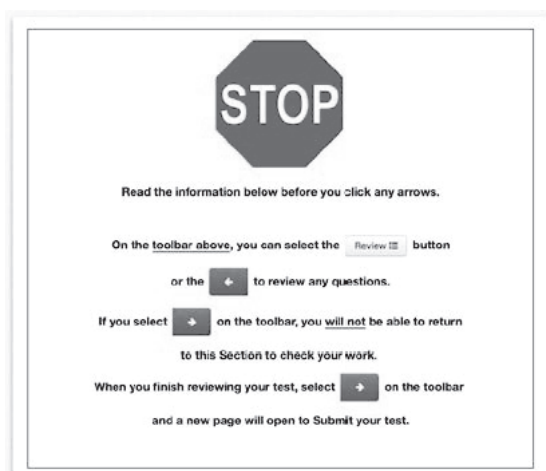 STOP
Read the information below before you click any arrows.
On the toolbar above, you can select the Review button
or the ← to review any questions.
If you select → on the toolbar, you will not be able to return
to this Section to check your work.
When you finish reviewing your test, select → on the toolbar
and a new page will open to Submit your test.